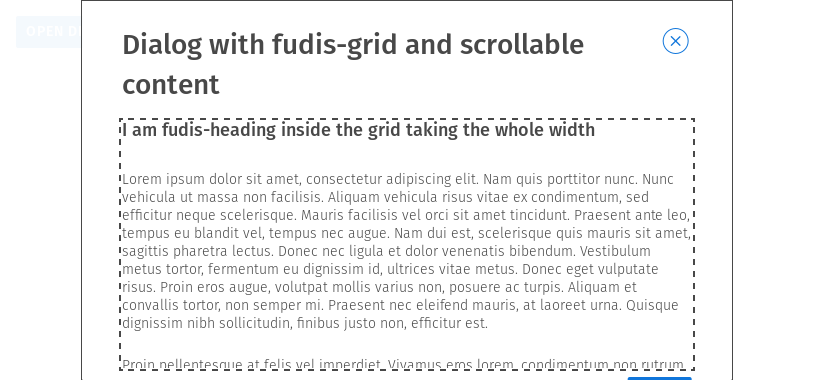 OPEN
Dialog with fudis-grid and scrollable
content
I am fudis-heading inside the grid taking the whole width
Lorem ipsum dolor sit amet, consectetur adipiscing elit. Nam quis porttitor nunc. Nunc
vehicula ut massa non facilisis. Aliquam vehicula risus vitae ex condimentum, sed
efficitur neque scelerisque. Mauris facilisis vel orci sit amet tincidunt. Praesent ante leo,
tempus eu blandit vel, tempus nec augue. Nam dui est, scelerisque quis mauris sit amet,
sagittis pharetra lectus. Donec nec ligula et dolor venenatis bibendum. Vestibulum
metus tortor, fermentum eu dignissim id, ultrices vitae metus. Donec eget vulputate
risus. Proin eros augue, volutpat mollis varius non, posuere ac turpis. Aliquam et
convallis tortor, non semper mi. Praesent nec eleifend mauris, at laoreet urna. Quisque
dignissim nibh sollicitudin, finibus justo non, efficitur est.
Proin pellentesque at felis vel imperdiet. Vivamus eros lorem, condimentum non rutrum